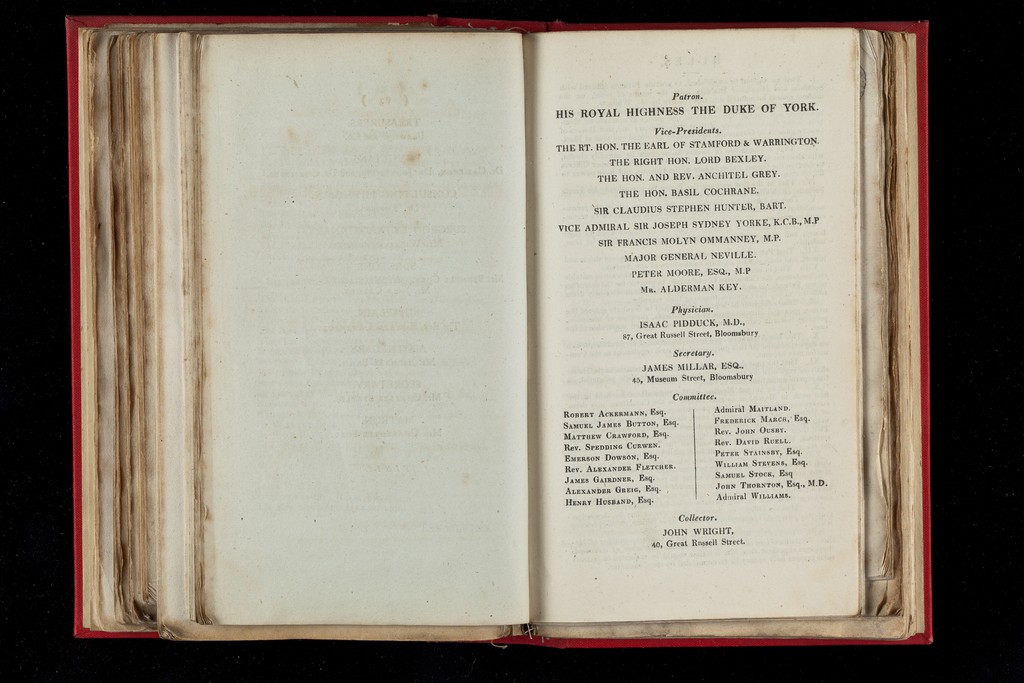 Patron.
HIS ROYAL HIGHNESS THE DUKE OF YORK.
Vice-Presidents.
THE RT. HON. THE EARL OF STAMFORD & WARRINGTON.
THE RIGHT HON. LORD BEXLEY.
THE HON. AND REV. ANCHITEL GREY.
THE HON. BASIL COCHRANE.
SIR CLAUDIUS STEPHEN HUNTER, BART.
VICE ADMIRAL SIR JOSEPH SYDNEY YORKE, K.C.B., M.P
SIR FRANCIS MOLYN OMMANNEY, M.P.
MAJOR GENERAL NEVILLE.
PETER MOORE, ESQ., M.P
MR. ALDERMAN KEY.
Physician.
ISAAC PIDDUCK, M.D.,
87, Great Russell Street, Bloomsbury
Secretary.
JAMES MILLAR, ESQ.,
45, Museum Street, Bloomsbury
Committee.
ROBERT ACKERMANN, Esq.
SAMUEL JAMES BUTTON, Esq.
MATTHEW CRAWFORD, Esq.
Rev. SPEDDING CURWEN.
EMERSON DOWSON, Esq.
Rev. ALEXANDER FLETCHER.
JAMES GAIRDNER, Esq.
ALEXANDER GREIG, Esq.
HENRY HUSBAND, Esq.
Admiral MAITLAND.
FREDERICK MARCH, Esq.
Rev. JOHN OUSBY.
Rev. DAVID RUELL.
PETER STAINSBY, Esq.
WILLIAM STEVENS, Esq.
SAMUEL STOCK, Esq
JOHN THORNTON, Esq., M.D.
Admiral WILLIAMS.
Collector.
JOHN WRIGHT,
40, Great Russell Street.